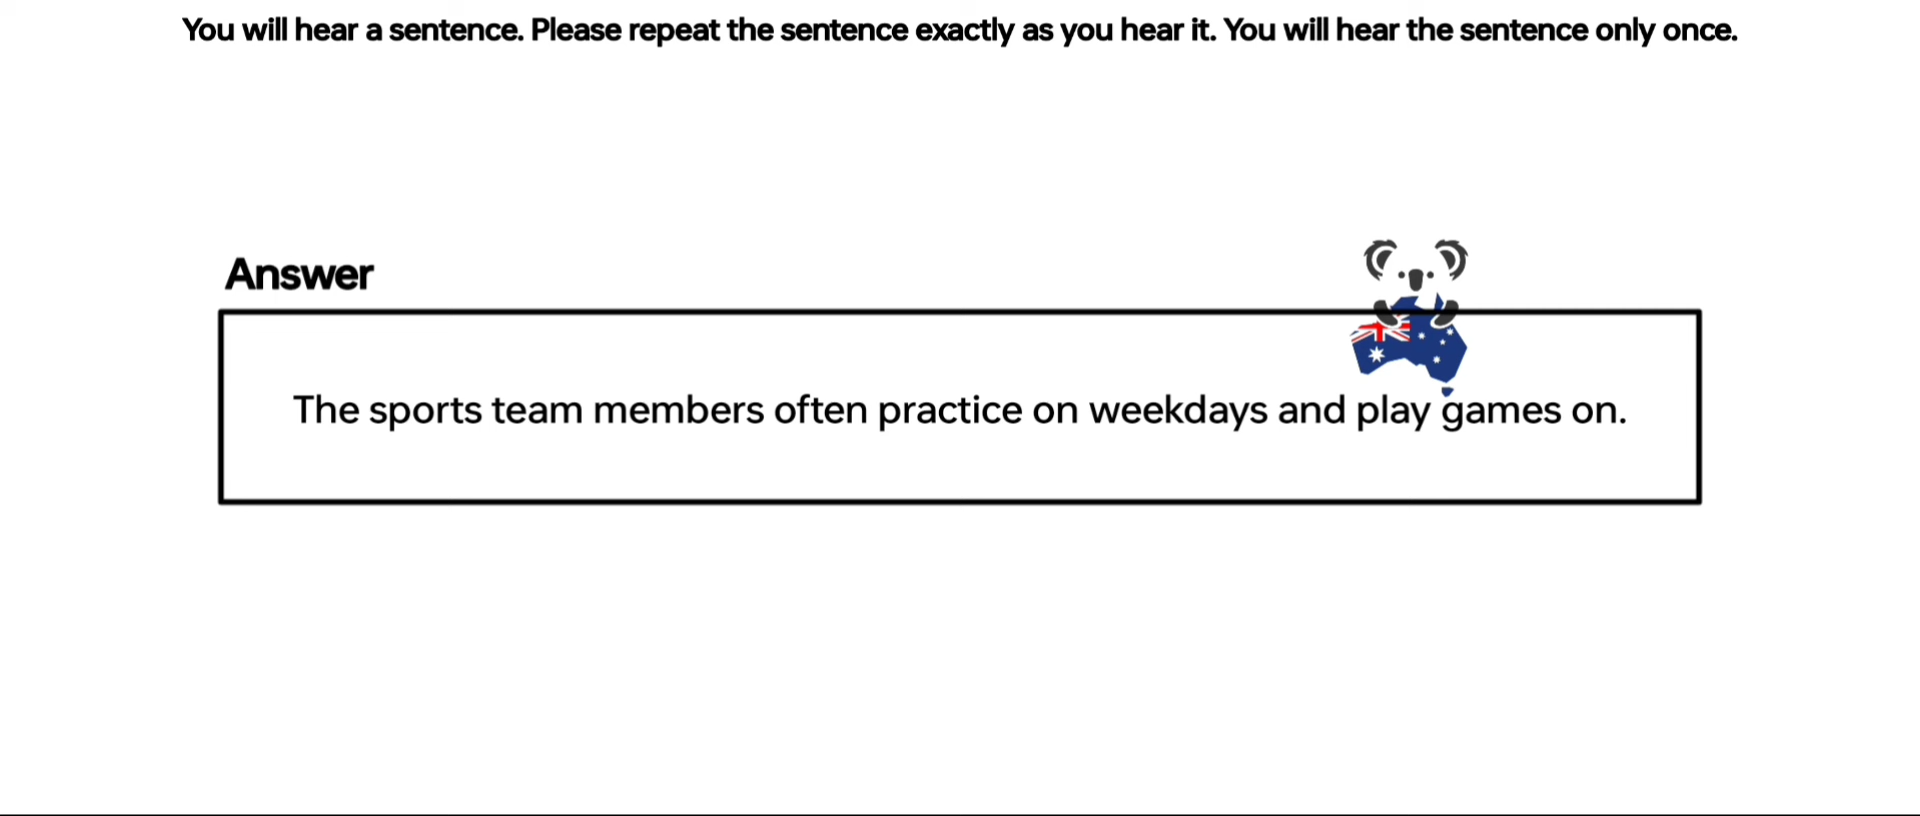 You will hear a sentence. Please repeat the sentence exactly as you hear it. You will hear the sentence only once.
Answer
The sports team members often practice on weekdays and play games on.